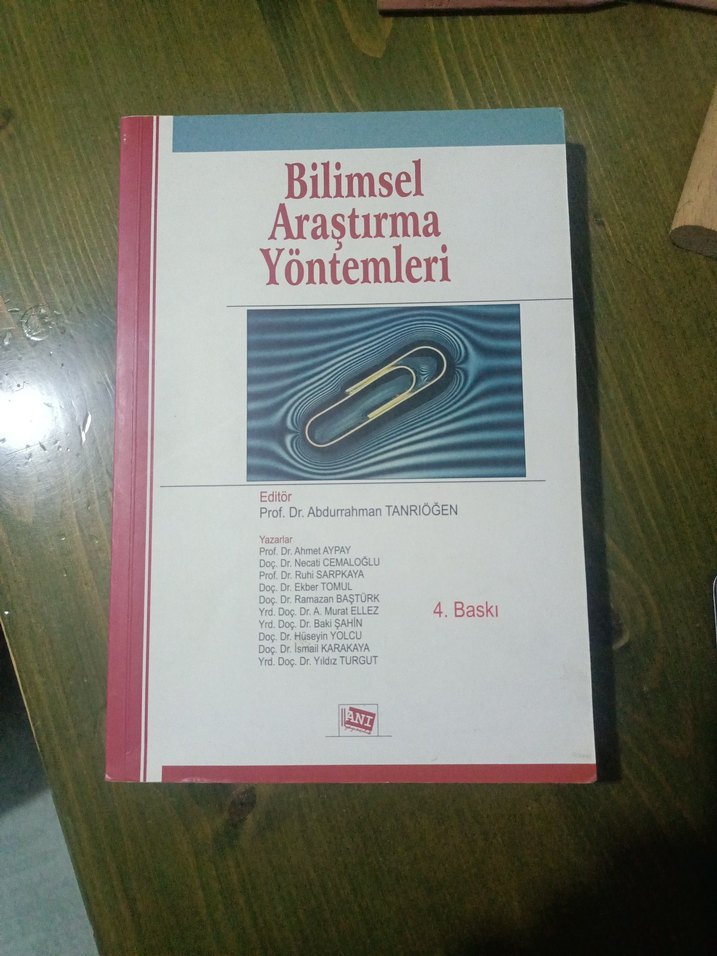 Bilimsel
Araştırma
Yöntemleri
Editör
Prof. Dr. Abdurrahman TANRIÖĞEN
Yazarlar
Prof. Dr. Ahmet AYPAY
Doç. Dr. Necati CEMALOĞLU
Prof. Dr. Ruhi SARPKAYA
Doç. Dr. Ekber TOMUL
Doç. Dr. Ramazan BAŞTÜRK
Yrd. Doç. Dr. A. Murat ELLEZ
Yrd. Doç. Dr. Baki ŞAHİN
Doç. Dr. Hüseyin YOLCU
Doç. Dr. İsmail KARAKAYA
Yrd. Doç. Dr. Yıldız TURGUT
4. Baskı
ANI